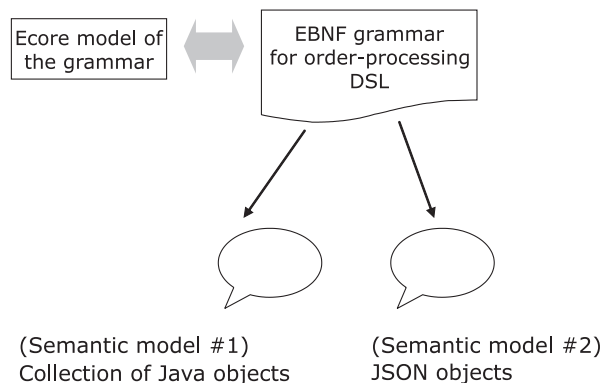 Ecore model of
the grammar
EBNF grammar
for order-processing
DSL
(Semantic model #1)
Collection of Java objects
(Semantic model #2)
JSON objects